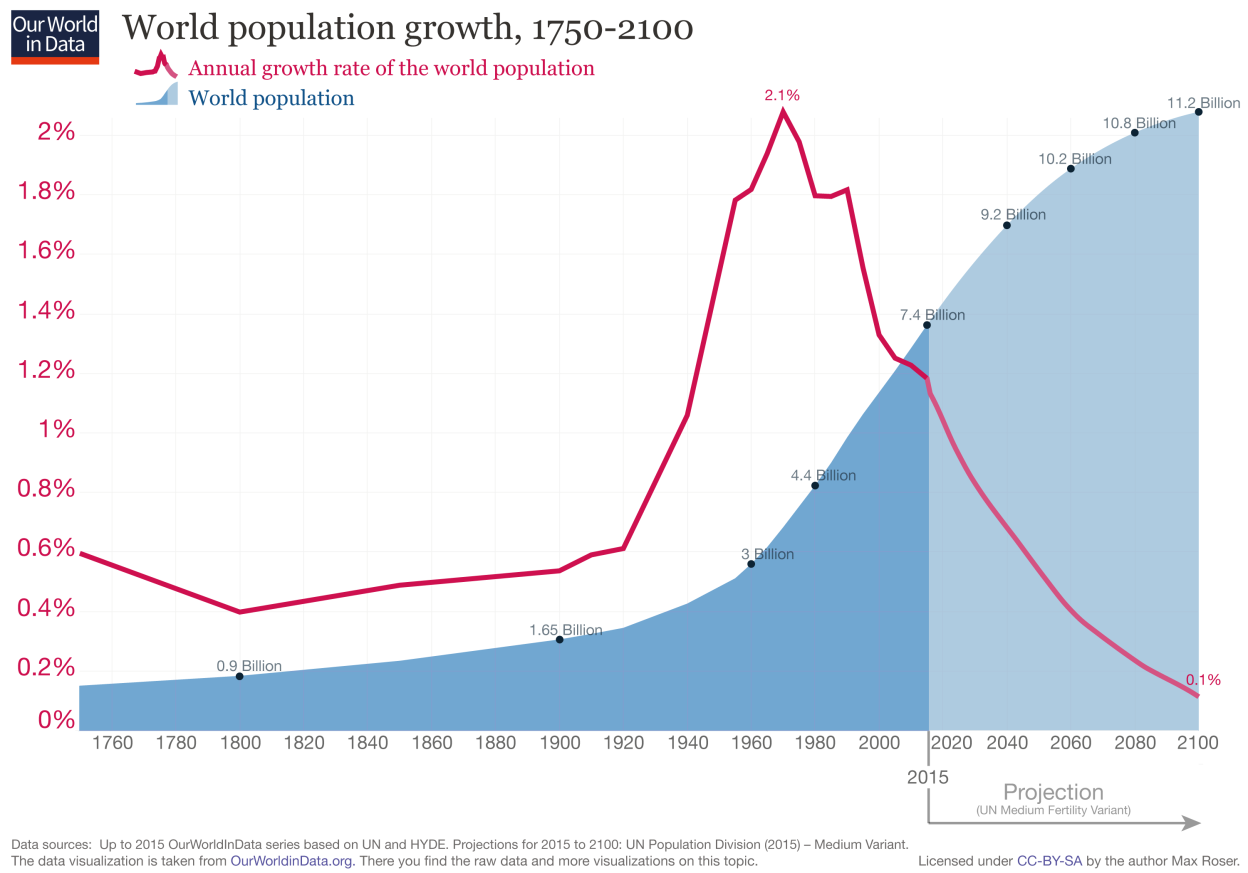 Our World
in Data
World population growth, 1750-2100
Annual growth rate of the world population
World population
2.1%
11.2 Billion
10.8 Billion
10.2 Billion
9.2 Billion
7.4 Billion
4.4 Billion
3 Billion
1.65 Billion
0.9 Billion
0.1%
2%
1.8%
1.6%
1.4%
1.2%
1%
0.8%
0.6%
0.4%
0.2%
0%
1760 1780 1800 1820 1840 1860 1880 1900 1920 1940 1960 1980 2000 2020 2040 2060 2080 2100
2015
Projection
(UN Medium Fertility Variant)
Data sources: Up to 2015 OurWorldInData series based on UN and HYDE. Projections for 2015 to 2100: UN Population Division (2015) – Medium Variant.
The data visualization is taken from OurWorldinData.org. There you find the raw data and more visualizations on this topic.
Licensed under CC-BY-SA by the author Max Roser.